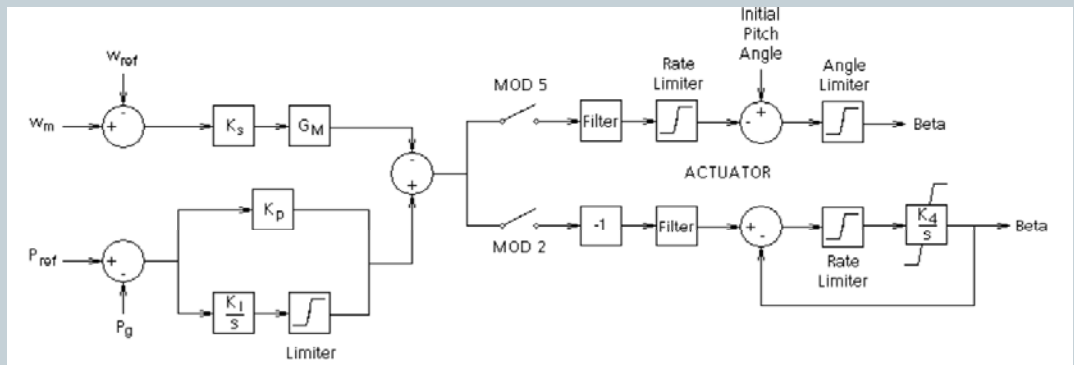 Initial
Pitch
Angle
Rate
Limiter
Angle
Limiter
MOD 5
Filter
+
-
Beta
Wref
-
Wm
+
Ks
GM
-
+
ACTUATOR
Kp
Pref
+
-
Pg
KI
s
Limiter
MOD 2
-1
Filter
+
-
Rate
Limiter
K4
s
Beta